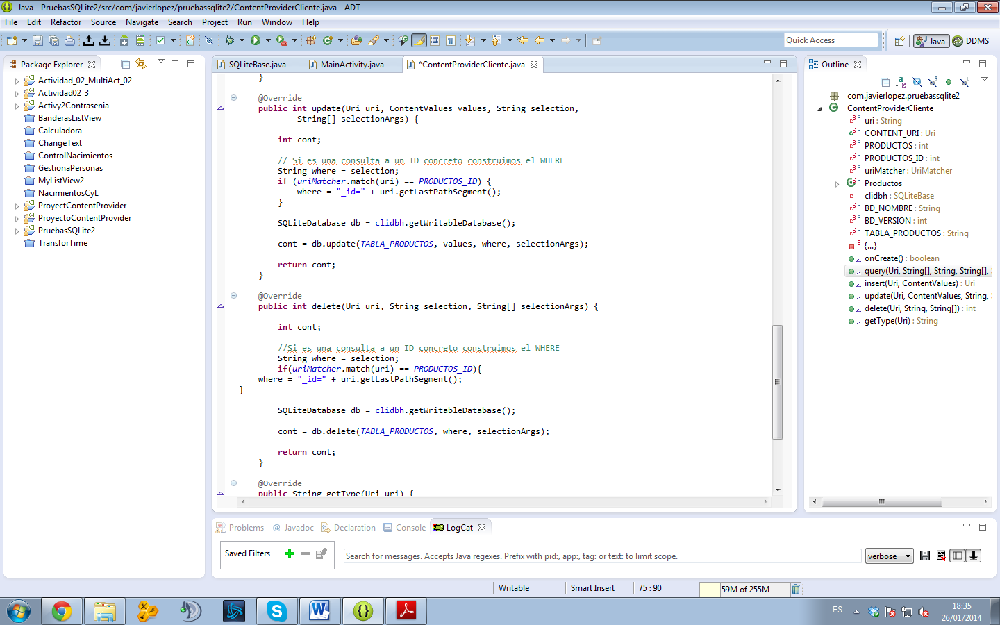 Java - PruebasSQLite2/src/com/javierlopez/pruebassqlite2/ContentProviderCliente.java - ADT
File Edit Refactor Source Navigate Search Project Run Window Help
Quick Access
Java
DDMS
Package Explorer
Actividad_02_MultiAct_02
Actividad02_3
Activy2Contrasenia
BanderasListView
Calculadora
ChangeText
ControlNacimientos
GestionaPersonas
MyListView2
NacimientosCyL
ProyectContentProvider
ProyectoContentProvider
PruebasSQLite2
TransforTime
SQLiteBase.java
MainActivity.java
*ContentProviderCliente.java
}
@Override
public int update(Uri uri, ContentValues values, String selection,
String[] selectionArgs) {
int cont;
// Si es una consulta a un ID concreto construimos el WHERE
String where = selection;
if (uriMatcher.match(uri) == PRODUCTOS_ID) {
where = "_id=" + uri.getLastPathSegment();
}
SQLiteDatabase db = clidbh.getWritableDatabase();
cont = db.update(TABLA_PRODUCTOS, values, where, selectionArgs);
return cont;
}
@Override
public int delete(Uri uri, String selection, String[] selectionArgs) {
int cont;
//Si es una consulta a un ID concreto construimos el WHERE
String where = selection;
if(uriMatcher.match(uri) == PRODUCTOS_ID){
where = "_id=" + uri.getLastPathSegment();
}
SQLiteDatabase db = clidbh.getWritableDatabase();
cont = db.delete(TABLA_PRODUCTOS, where, selectionArgs);
return cont;
}
@Override
public String getType(Uri uri) {
Outline
com.javierlopez.pruebassqlite2
ContentProviderCliente
uri : String
CONTENT_URI : Uri
PRODUCTOS : int
PRODUCTOS_ID : int
uriMatcher : UriMatcher
Productos
clidbh : SQLiteBase
BD_NOMBRE : String
BD_VERSION : int
TABLA_PRODUCTOS : String
{...}
onCreate() : boolean
query(Uri, String[], String, String[],
insert(Uri, ContentValues) : Uri
update(Uri, ContentValues, String,
delete(Uri, String, String[]) : int
getType(Uri) : String
Problems
@ Javadoc
Declaration
Console
LogCat
Saved Filters
Search for messages. Accepts Java regexes. Prefix with pid:, app:, tag: or text: to limit scope.
verbose
Writable
Smart Insert
75 : 90
59M of 255M
ES
18:35
26/01/2014